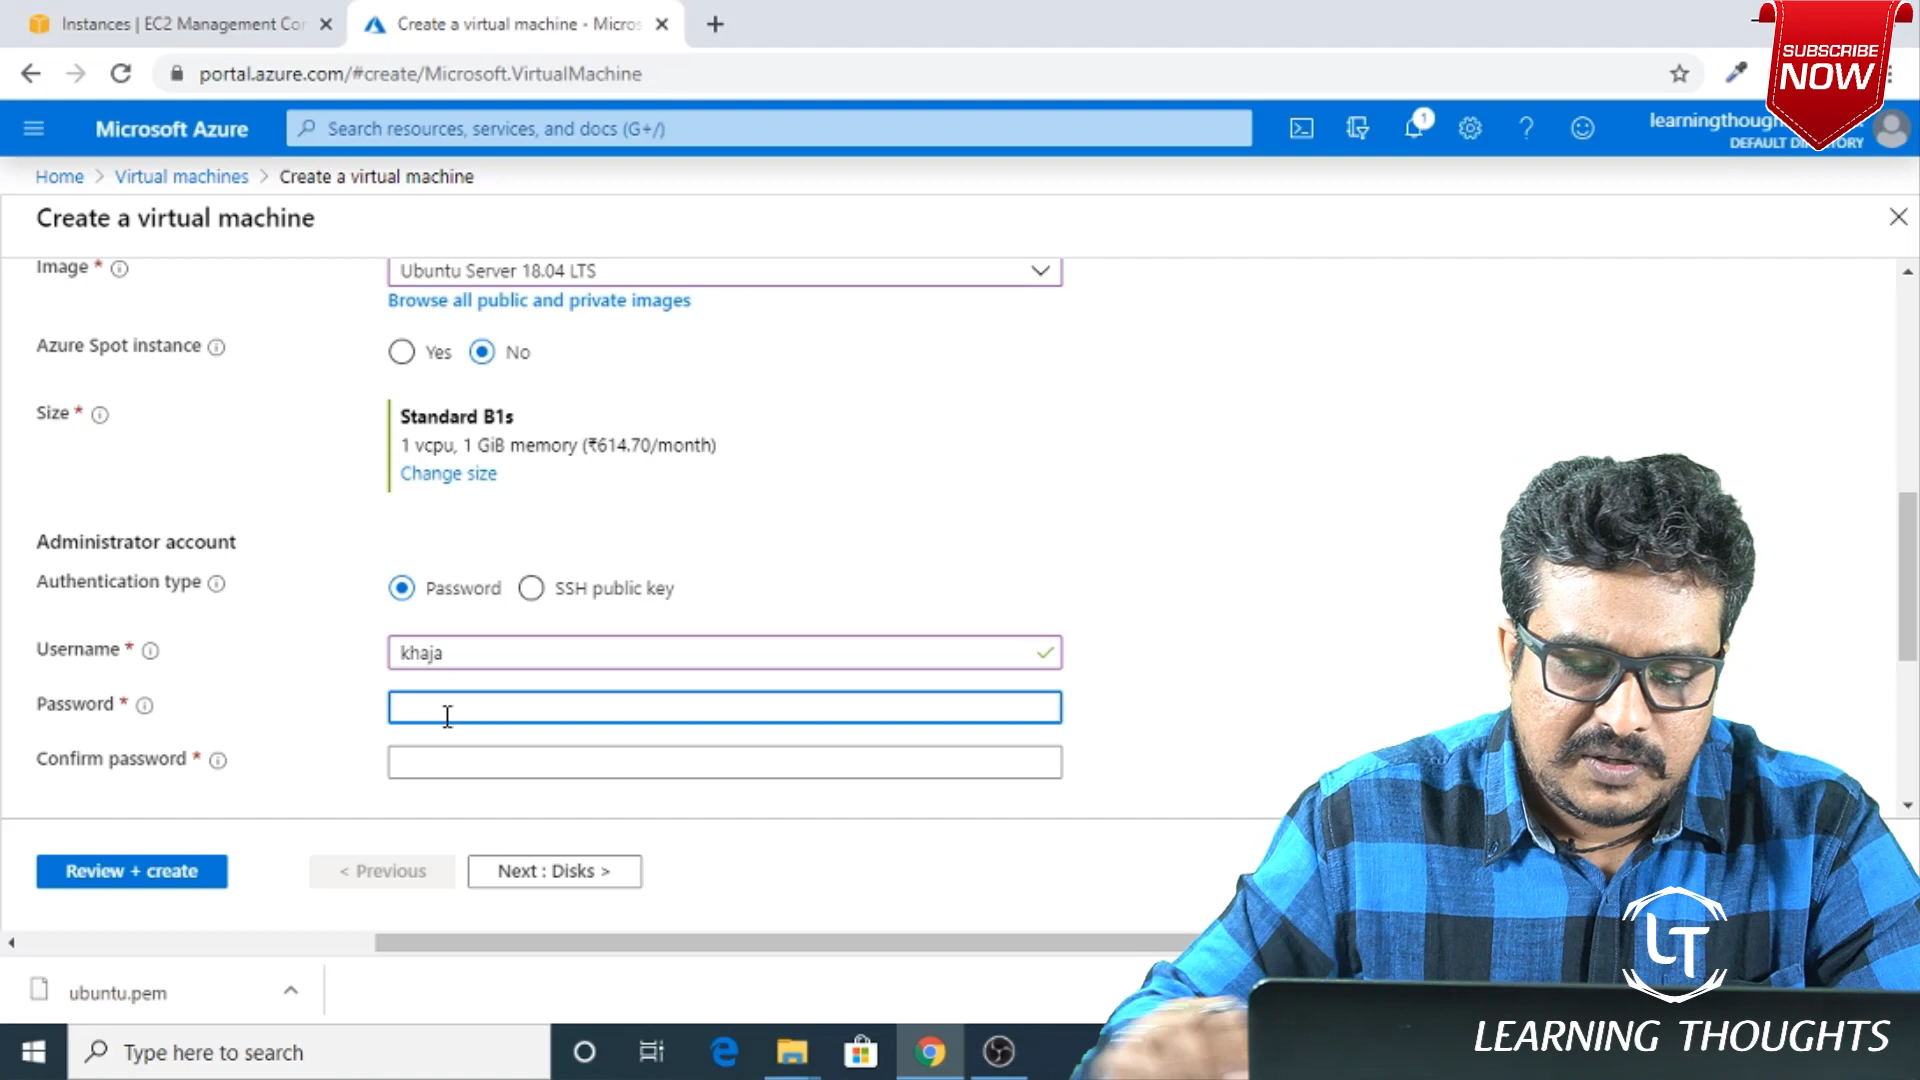 Instances | EC2 Management Con
Create a virtual machine - Micros
SUBSCRIBE
NOW
portal.azure.com/#create/Microsoft.VirtualMachine
Microsoft Azure
Search resources, services, and docs (G+/)
1
learningthough
DEFAULT DIRECTORY
Home > Virtual machines > Create a virtual machine
Create a virtual machine
Image *
Ubuntu Server 18.04 LTS
Browse all public and private images
Azure Spot instance
Yes
No
Size *
Standard B1s
1 vcpu, 1 GiB memory (₹614.70/month)
Change size
Administrator account
Authentication type
Password
SSH public key
Username *
khaja
Password *
Confirm password *
Review + create
< Previous
Next : Disks >
ubuntu.pem
LT
Type here to search
LEARNING THOUGHTS